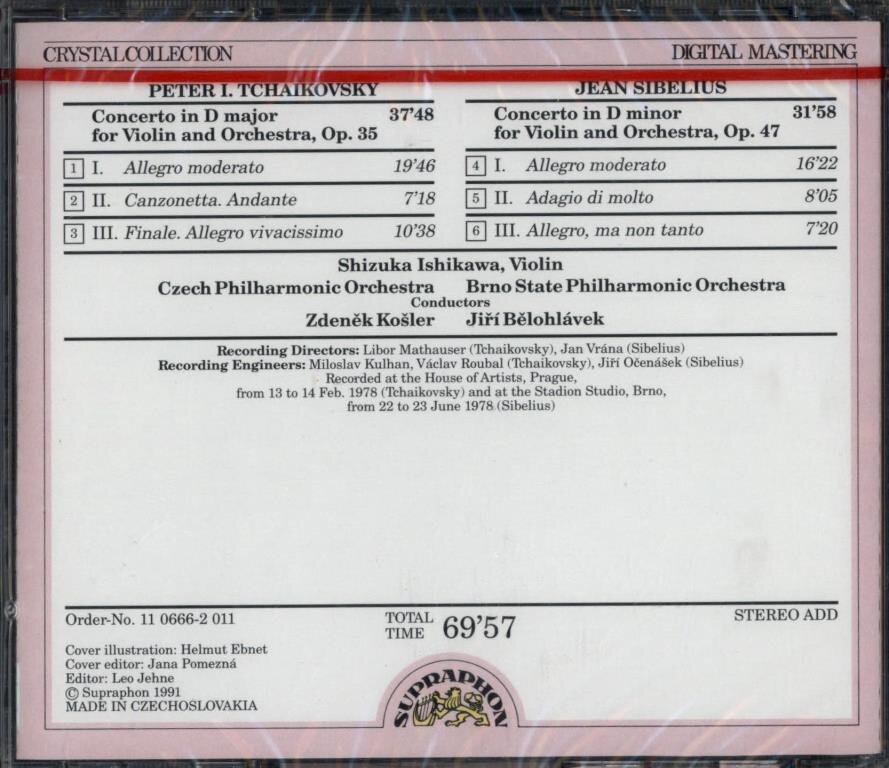 CRYSTALCOLLECTION
DIGITAL MASTERING
PETER I. TCHAIKOVSKY
Concerto in D major 37'48
for Violin and Orchestra, Op. 35
1 I. Allegro moderato 19'46
2 II. Canzonetta. Andante 7'18
3 III. Finale. Allegro vivacissimo 10'38
JEAN SIBELIUS
Concerto in D minor 31'58
for Violin and Orchestra, Op. 47
4 I. Allegro moderato 16'22
5 II. Adagio di molto 8'05
6 III. Allegro, ma non tanto 7'20
Shizuka Ishikawa, Violin
Czech Philharmonic Orchestra Brno State Philharmonic Orchestra
Conductors
Zdeněk Košler Jiří Bělohlávek
Recording Directors: Libor Mathauser (Tchaikovsky), Jan Vrána (Sibelius)
Recording Engineers: Miloslav Kulhan, Václav Roubal (Tchaikovsky), Jiří Očenášek (Sibelius)
Recorded at the House of Artists, Prague,
from 13 to 14 Feb. 1978 (Tchaikovsky) and at the Stadion Studio, Brno,
from 22 to 23 June 1978 (Sibelius)
Order-No. 11 0666-2 011
TOTAL
TIME 69'57
STEREO ADD
Cover illustration: Helmut Ebnet
Cover editor: Jana Pomezná
Editor: Leo Jehne
© Supraphon 1991
MADE IN CZECHOSLOVAKIA
SUPRAPHON